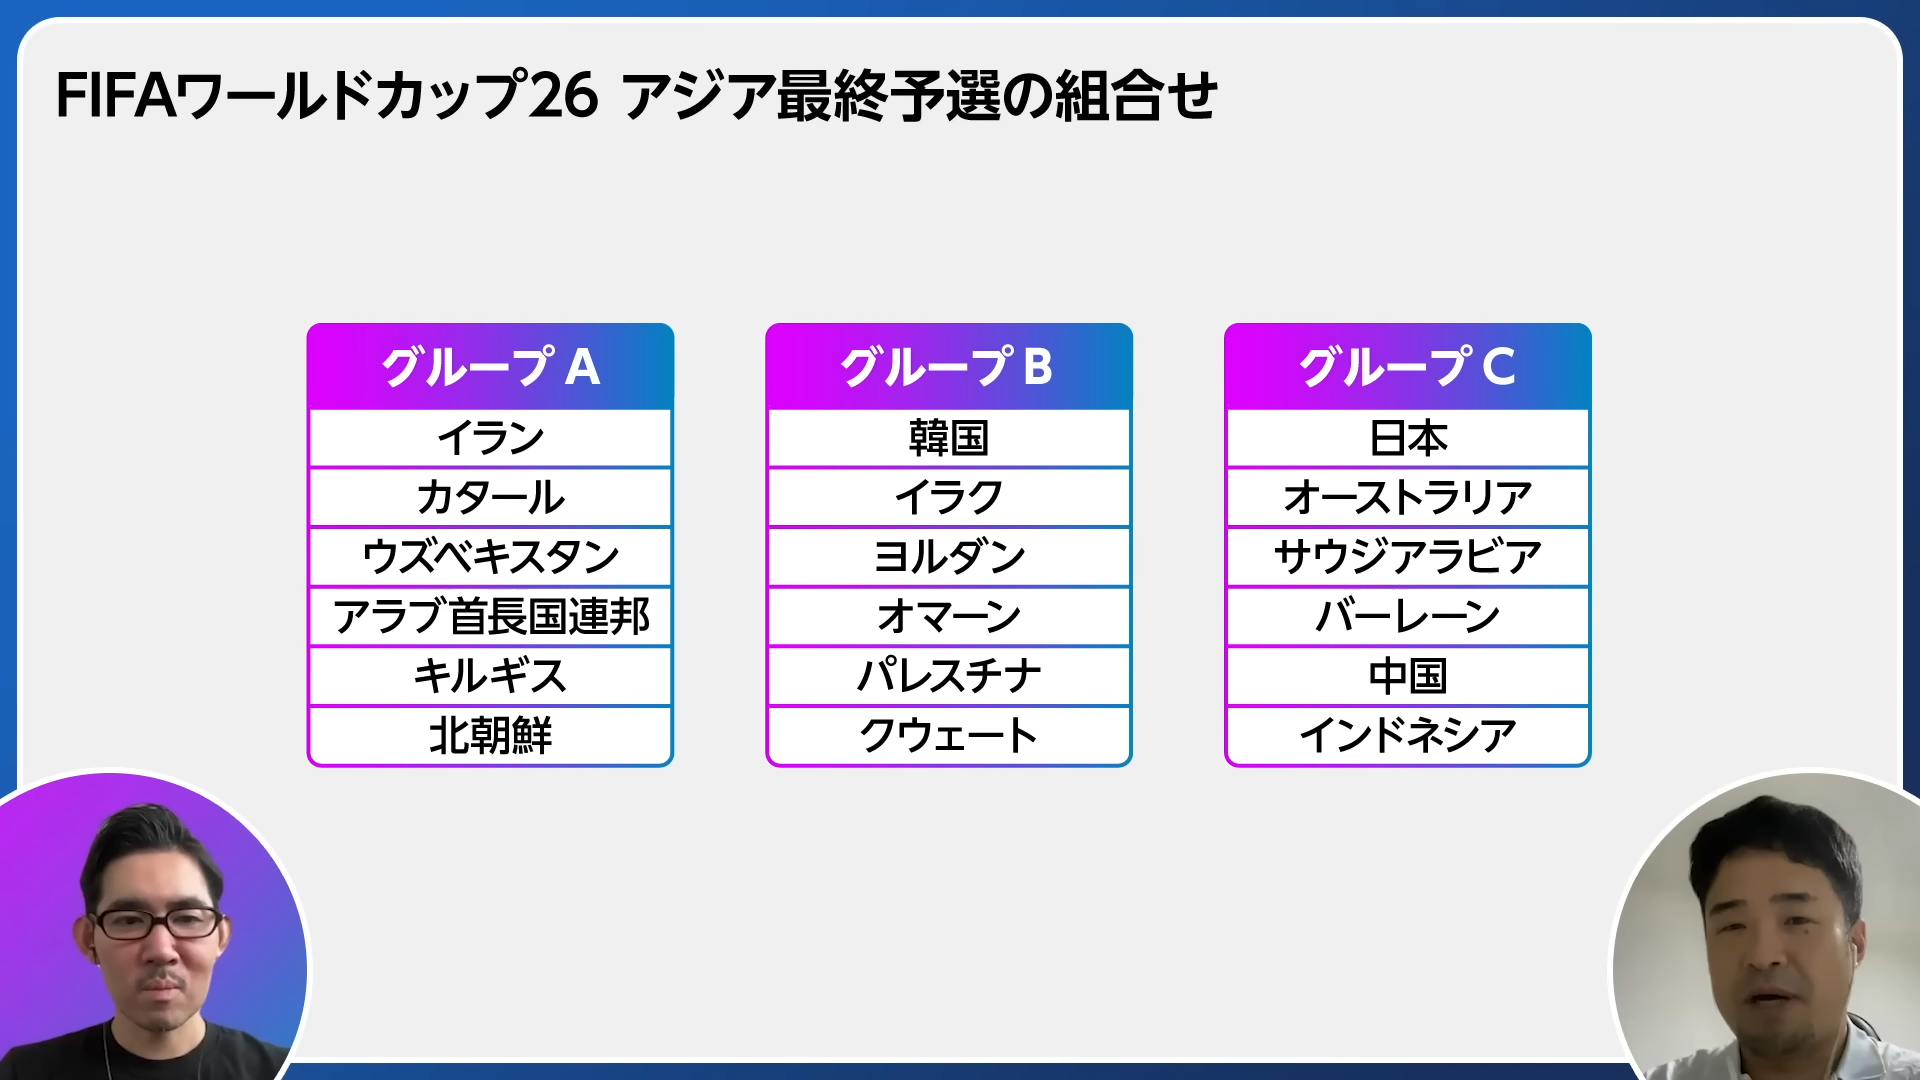 FIFAワールドカップ26 アジア最終予選の組合せ
グループA
イラン
カタール
ウズベキスタン
アラブ首長国連邦
キルギス
北朝鮮
グループB
韓国
イラク
ヨルダン
オマーン
パレスチナ
クウェート
グループC
日本
オーストラリア
サウジアラビア
バーレーン
中国
インドネシア